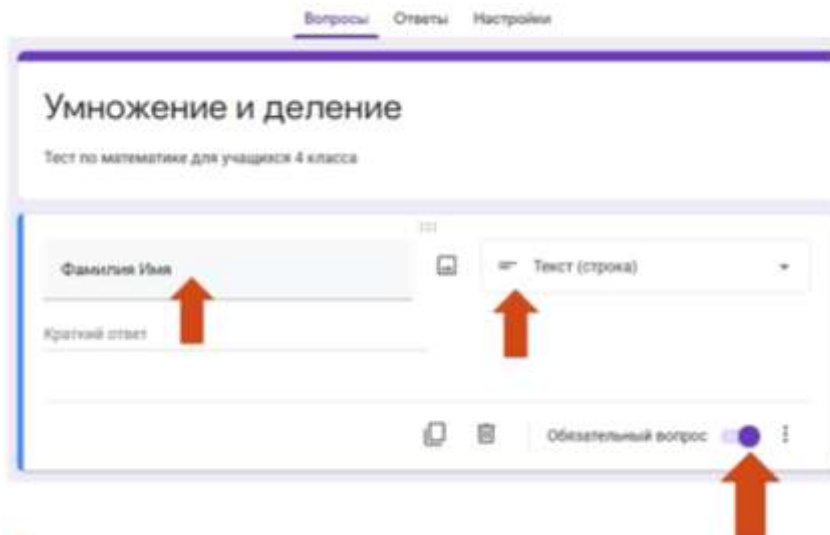 Вопросы Ответы Настройки
Умножение и деление
Тест по математике для учащихся 4 класса
Фамилия Имя
Текст (строка)
Краткий ответ
Обязательный вопрос